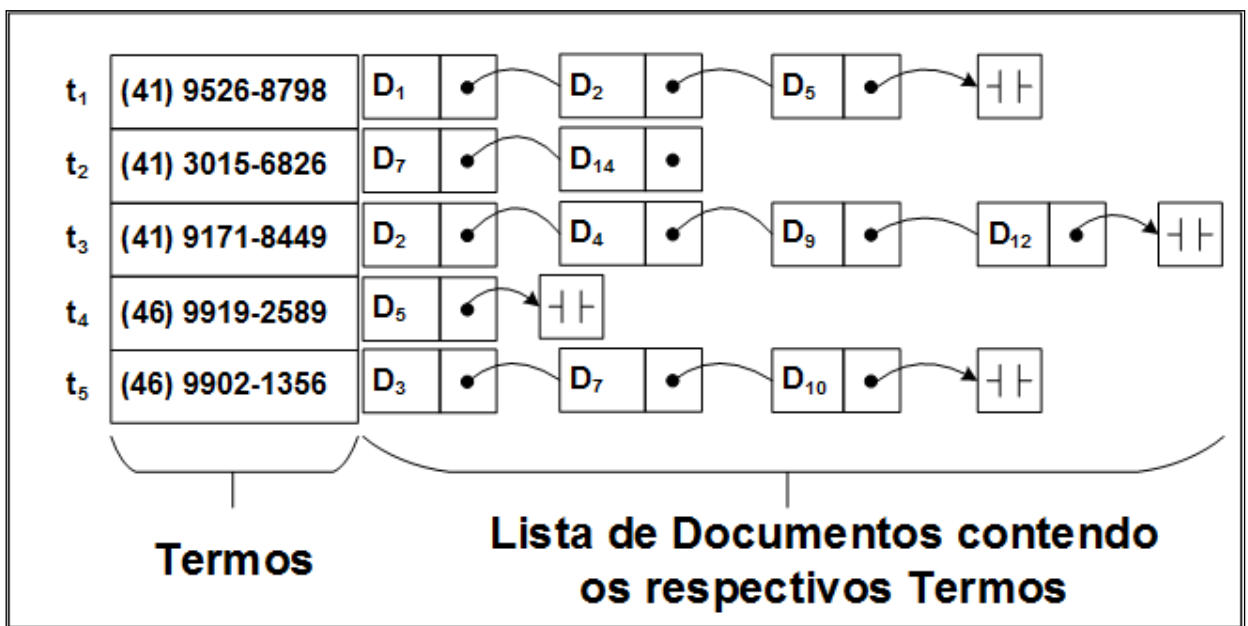 t₁ (41) 9526-8798 D₁ D₂ D₅
t₂ (41) 3015-6826 D₇ D₁₄
t₃ (41) 9171-8449 D₂ D₄ D₉ D₁₂
t₄ (46) 9919-2589 D₅
t₅ (46) 9902-1356 D₃ D₇ D₁₀
Termos
Lista de Documentos contendo
os respectivos Termos